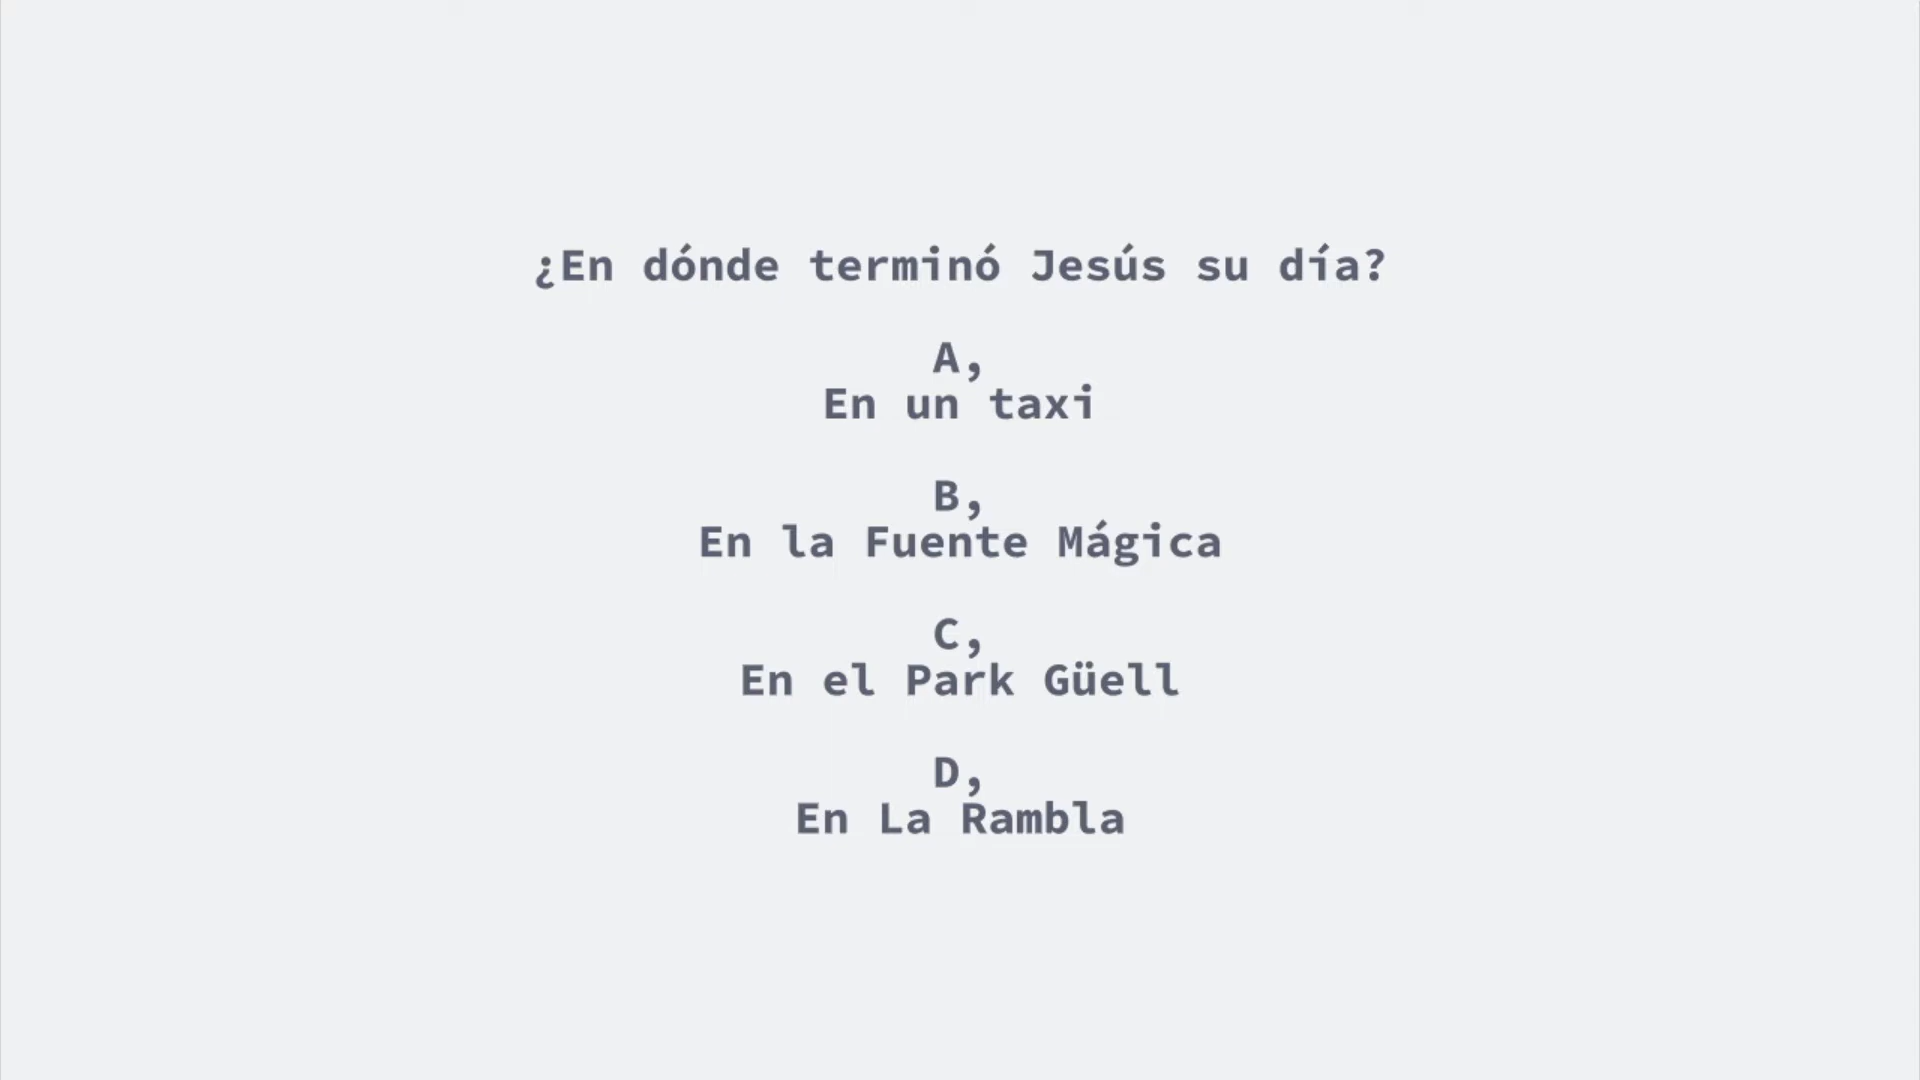 ¿En dónde terminó Jesús su día?
A,
En un taxi
B,
En la Fuente Mágica
C,
En el Park Güell
D,
En La Rambla